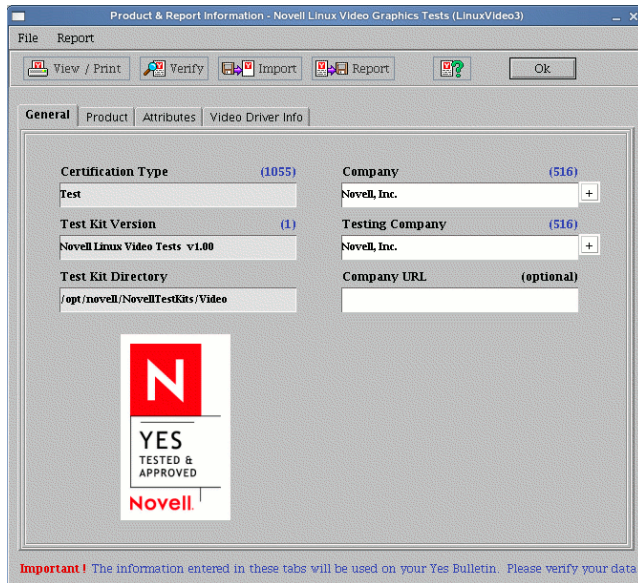 Product & Report Information - Novell Linux Video Graphics Tests (LinuxVideo3)
File Report
View / Print Verify Import Report Ok
General Product Attributes Video Driver Info
Certification Type (1055) Company (516)
Test Novell, Inc. +
Test Kit Version (1) Testing Company (516)
Novell Linux Video Tests v1.00 Novell, Inc. +
Test Kit Directory Company URL (optional)
/opt/novell/NovellTestKits/Video
N
YES
TESTED &
APPROVED
Novell.
Important! The information entered in these tabs will be used on your Yes Bulletin. Please verify your data